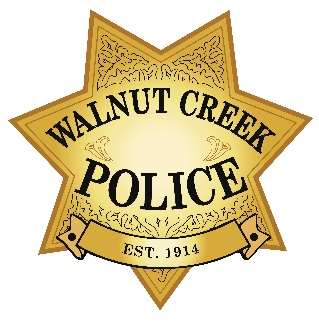 WALNUT CREEK
POLICE
EST. 1914